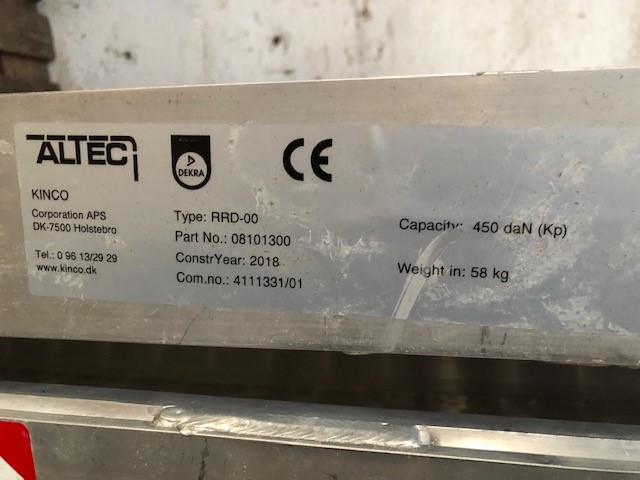 ALTEC
DEKRA
CE
KINCO
Corporation APS
DK-7500 Holstebro
Tel.: 0 96 13/29 29
www.kinco.dk
Type: RRD-00
Part No.: 08101300
ConstrYear: 2018
Com.no.: 4111331/01
Capacity: 450 daN (Kp)
Weight in: 58 kg